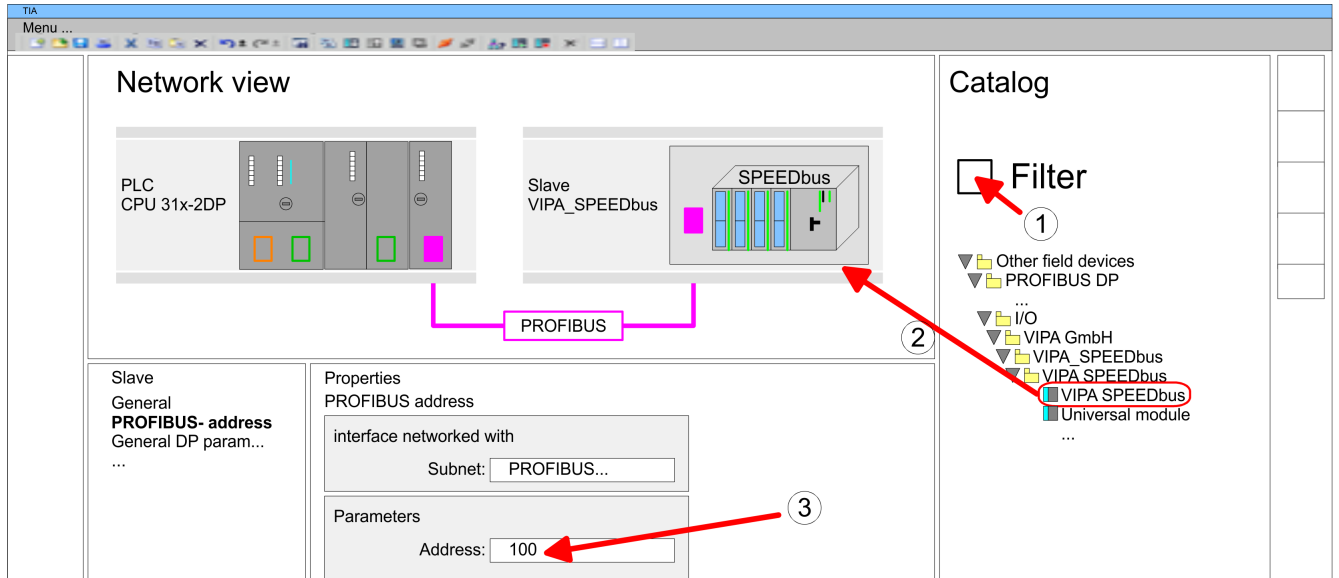 TIA
Menu ...
Network view
PLC
CPU 31x-2DP
Slave
VIPA_SPEEDbus
SPEEDbus
PROFIBUS
2
Catalog
Filter
1
Other field devices
PROFIBUS DP
...
I/O
VIPA GmbH
VIPA_SPEEDbus
VIPA SPEEDbus
VIPA SPEEDbus
Universal module
...
Slave
General
PROFIBUS- address
General DP param...
...
Properties
PROFIBUS address
interface networked with
Subnet: PROFIBUS...
Parameters
Address: 100
3